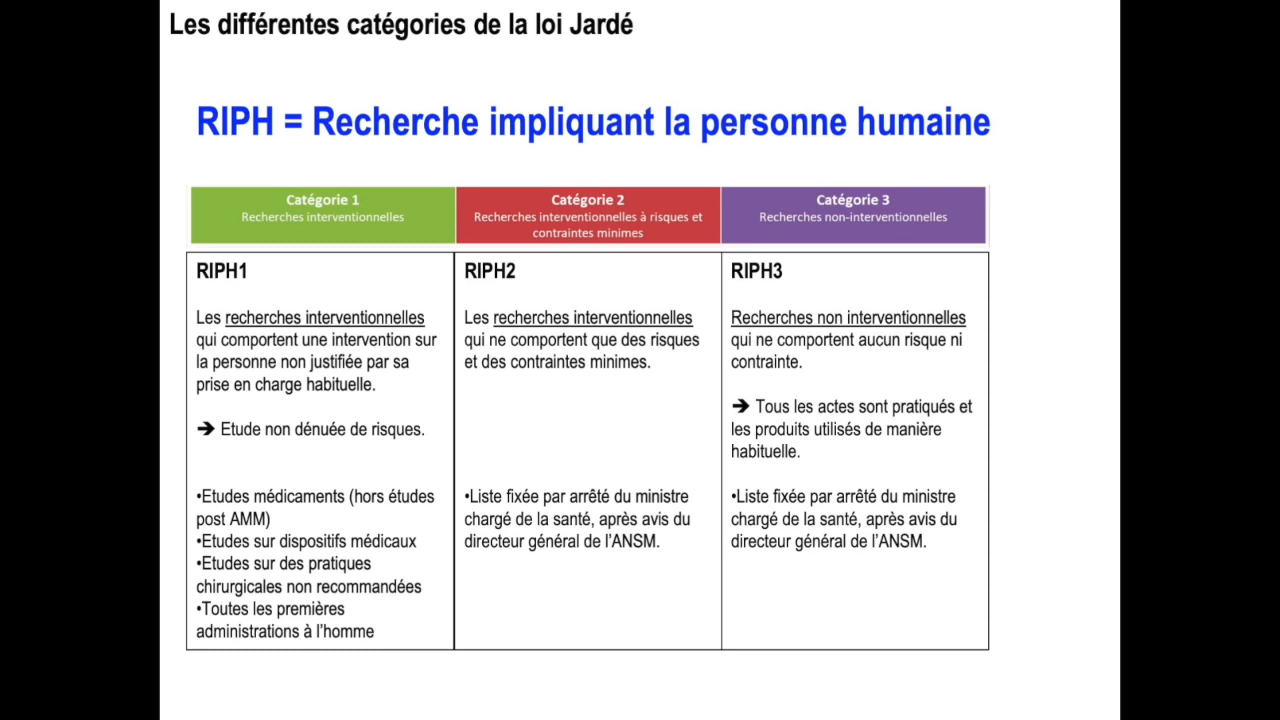 Les différentes catégories de la loi Jardé
RIPH = Recherche impliquant la personne humaine
Catégorie 1
Recherches interventionnelles
Catégorie 2
Recherches interventionnelles à risques et
contraintes minimes
Catégorie 3
Recherches non-interventionnelles
RIPH1
Les recherches interventionnelles
qui comportent une intervention sur
la personne non justifiée par sa
prise en charge habituelle.
➔ Etude non dénuée de risques.
•Etudes médicaments (hors études
post AMM)
•Etudes sur dispositifs médicaux
•Etudes sur des pratiques
chirurgicales non recommandées
•Toutes les premières
administrations à l'homme
RIPH2
Les recherches interventionnelles
qui ne comportent que des risques
et des contraintes minimes.
•Liste fixée par arrêté du ministre
chargé de la santé, après avis du
directeur général de l'ANSM.
RIPH3
Recherches non interventionnelles
qui ne comportent aucun risque ni
contrainte.
➔ Tous les actes sont pratiqués et
les produits utilisés de manière
habituelle.
•Liste fixée par arrêté du ministre
chargé de la santé, après avis du
directeur général de l'ANSM.